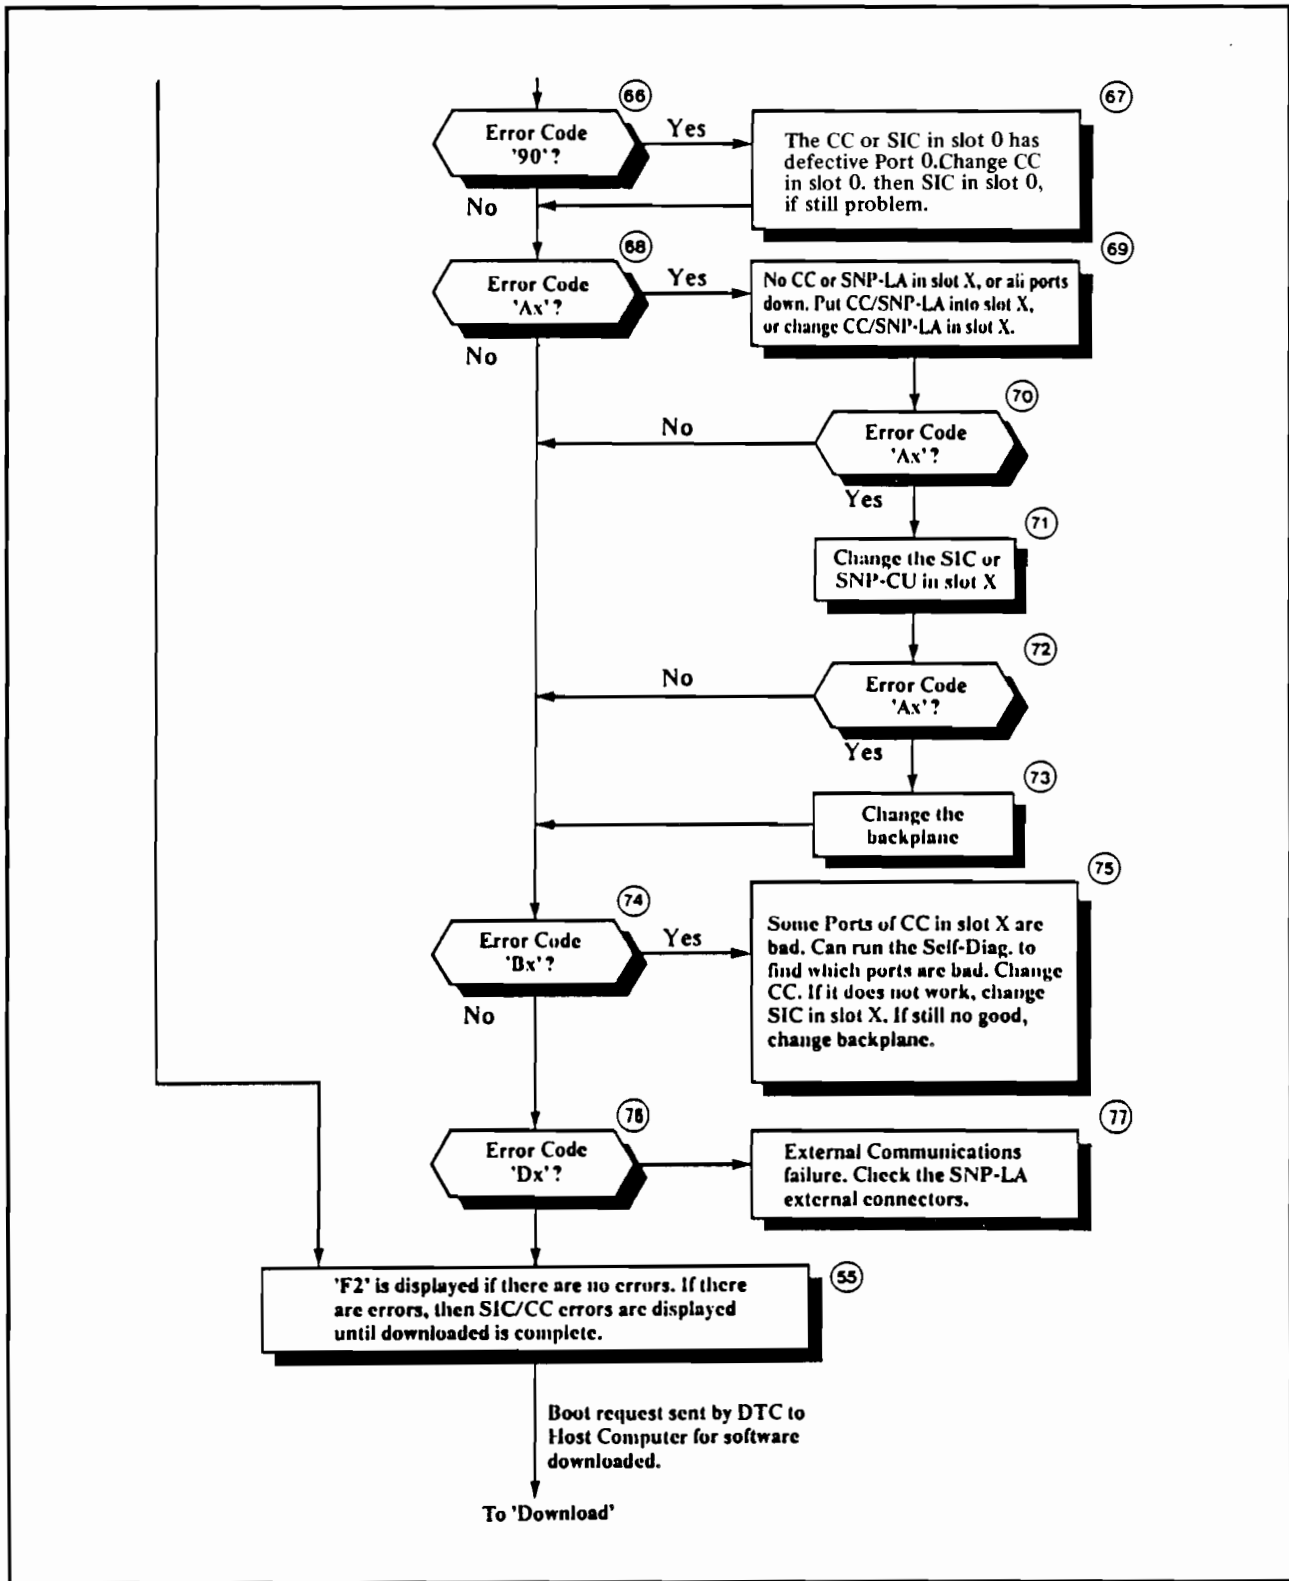 66
Error Code
'90'?
Yes
No
67
The CC or SIC in slot 0 has
defective Port 0.Change CC
in slot 0. then SIC in slot 0,
if still problem.
68
Error Code
'Ax'?
Yes
No
69
No CC or SNP-LA in slot X, or all ports
down. Put CC/SNP-LA into slot X,
or change CC/SNP-LA in slot X.
70
Error Code
'Ax'?
No
Yes
71
Change the SIC or
SNP-CU in slot X
72
Error Code
'Ax'?
No
Yes
73
Change the
backplane
74
Error Code
'Bx'?
Yes
No
75
Some Ports of CC in slot X are
bad. Can run the Self-Diag. to
find which ports are bad. Change
CC. If it does not work, change
SIC in slot X. If still no good,
change backplane.
76
Error Code
'Dx'?
77
External Communications
failure. Check the SNP-LA
external connectors.
55
'F2' is displayed if there are no errors. If there
are errors, then SIC/CC errors are displayed
until downloaded is complete.
Boot request sent by DTC to
Host Computer for software
downloaded.
To 'Download'